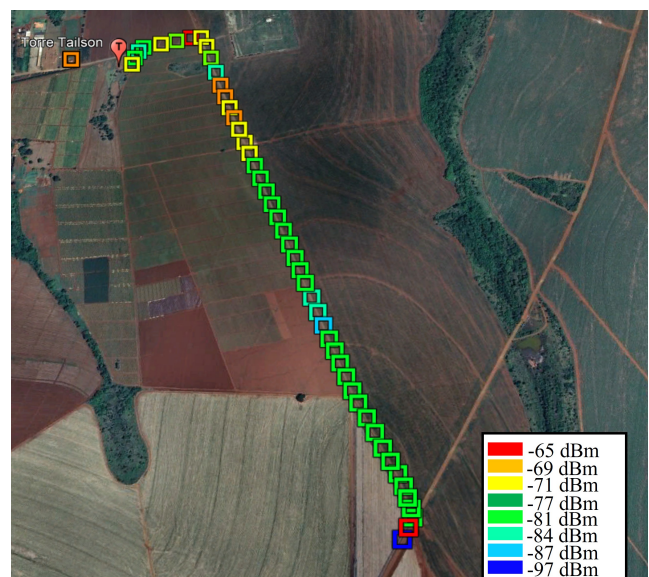 Torre Tailson
T
-65 dBm
-69 dBm
-71 dBm
-77 dBm
-81 dBm
-84 dBm
-87 dBm
-97 dBm